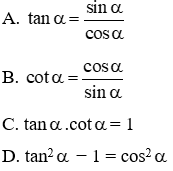 A. tan α = sin α / cos α
B. cot α = cos α / sin α
C. tan α .cot α = 1
D. tan² α − 1 = cos² α